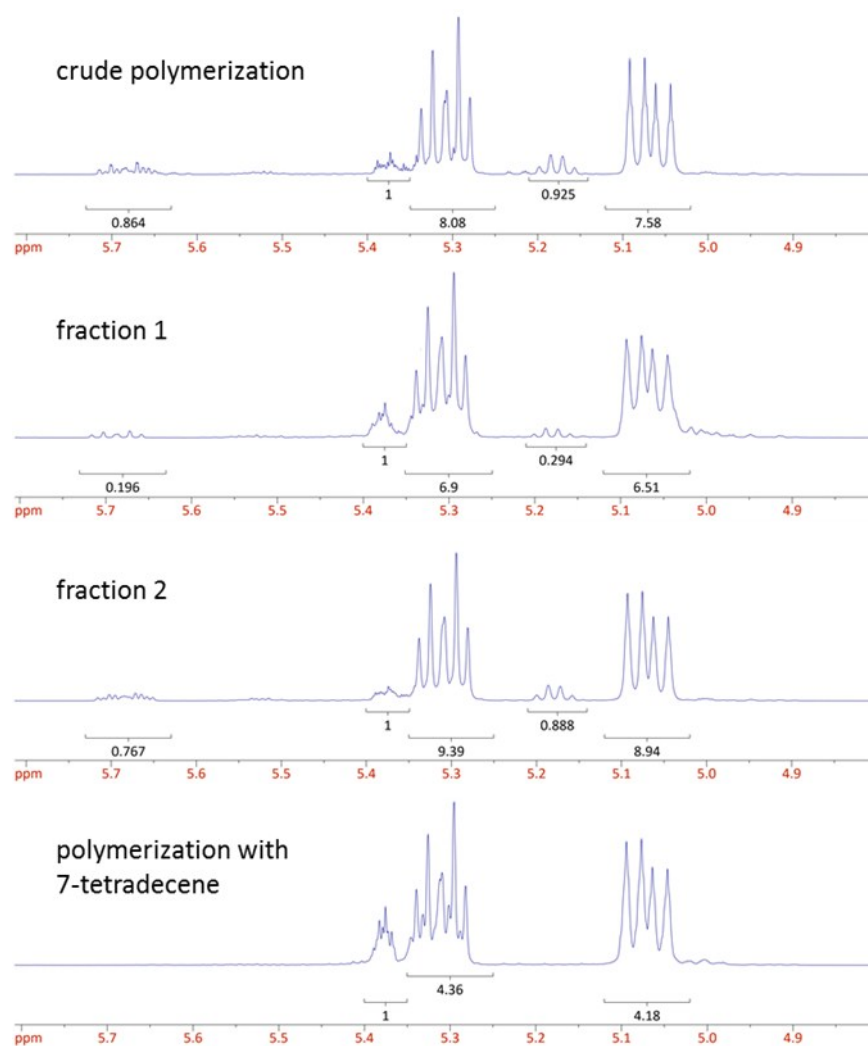 crude polymerization
0.864
1
8.08
0.925
7.58
ppm 5.7 5.6 5.5 5.4 5.3 5.2 5.1 5.0 4.9
fraction 1
0.196
1
6.9
0.294
6.51
ppm 5.7 5.6 5.5 5.4 5.3 5.2 5.1 5.0 4.9
fraction 2
0.767
1
9.39
0.888
8.94
ppm 5.7 5.6 5.5 5.4 5.3 5.2 5.1 5.0 4.9
polymerization with
7-tetradecene
1
4.36
4.18
ppm 5.7 5.6 5.5 5.4 5.3 5.2 5.1 5.0 4.9